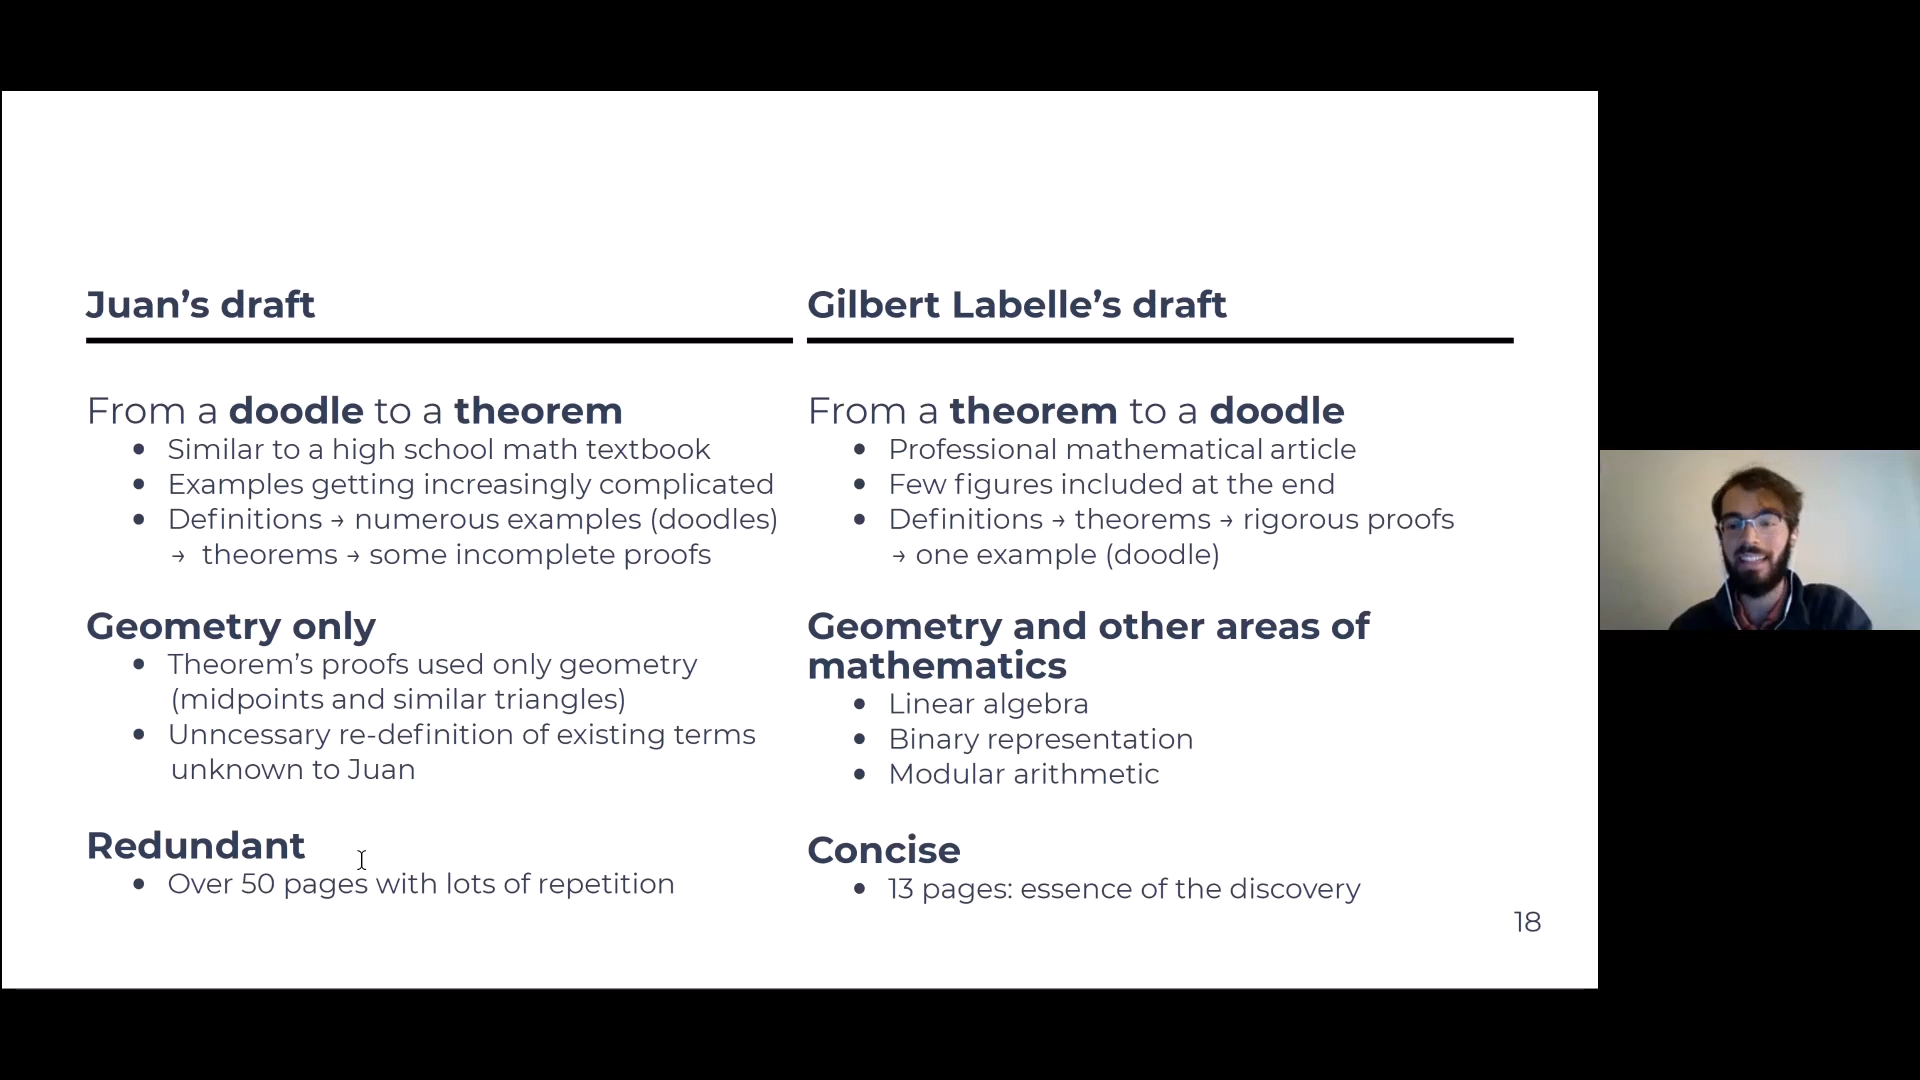 Juan’s draft
From a doodle to a theorem
● Similar to a high school math textbook
● Examples getting increasingly complicated
● Definitions → numerous examples (doodles)
→ theorems → some incomplete proofs
Geometry only
● Theorem’s proofs used only geometry
(midpoints and similar triangles)
● Unncessary re-definition of existing terms
unknown to Juan
Redundant
● Over 50 pages with lots of repetition
Gilbert Labelle’s draft
From a theorem to a doodle
● Professional mathematical article
● Few figures included at the end
● Definitions → theorems → rigorous proofs
→ one example (doodle)
Geometry and other areas of
mathematics
● Linear algebra
● Binary representation
● Modular arithmetic
Concise
● 13 pages: essence of the discovery
18